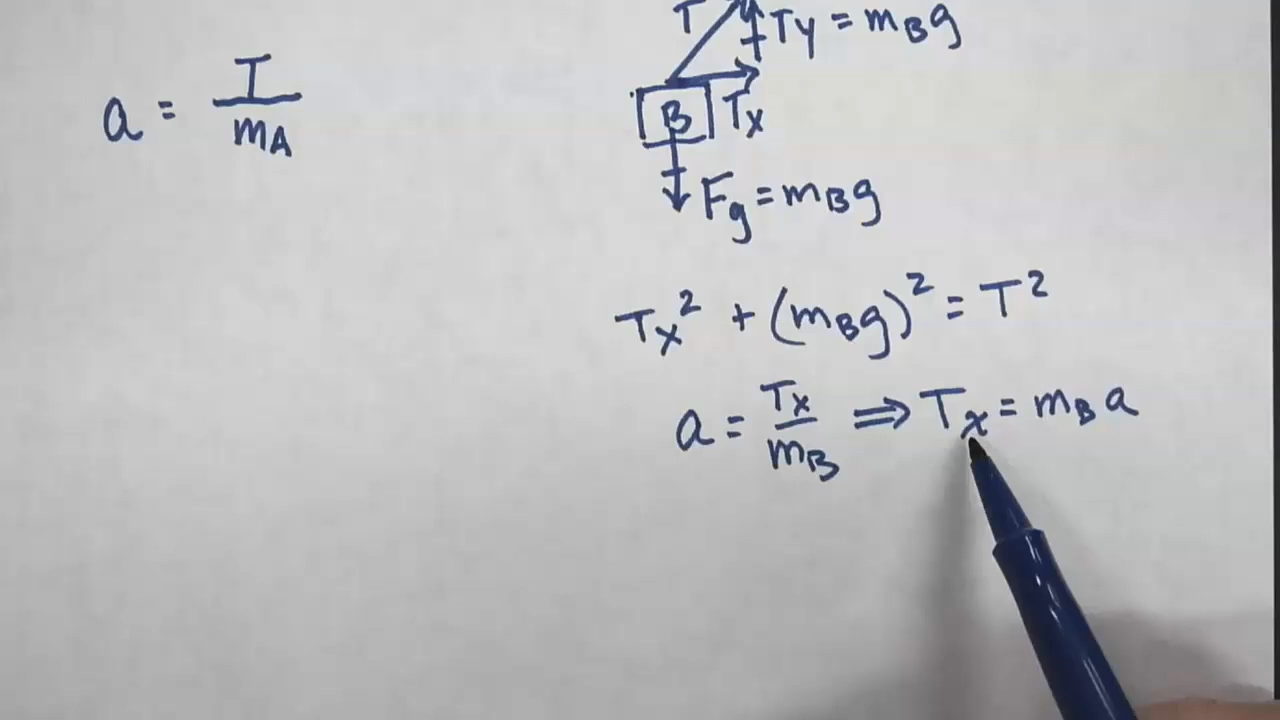 T Ty = mBg
a = T/mA
B Tx
Fg = mBg
Tx² + (mBg)² = T²
a = Tx/mB ⇒ Tx = mBa